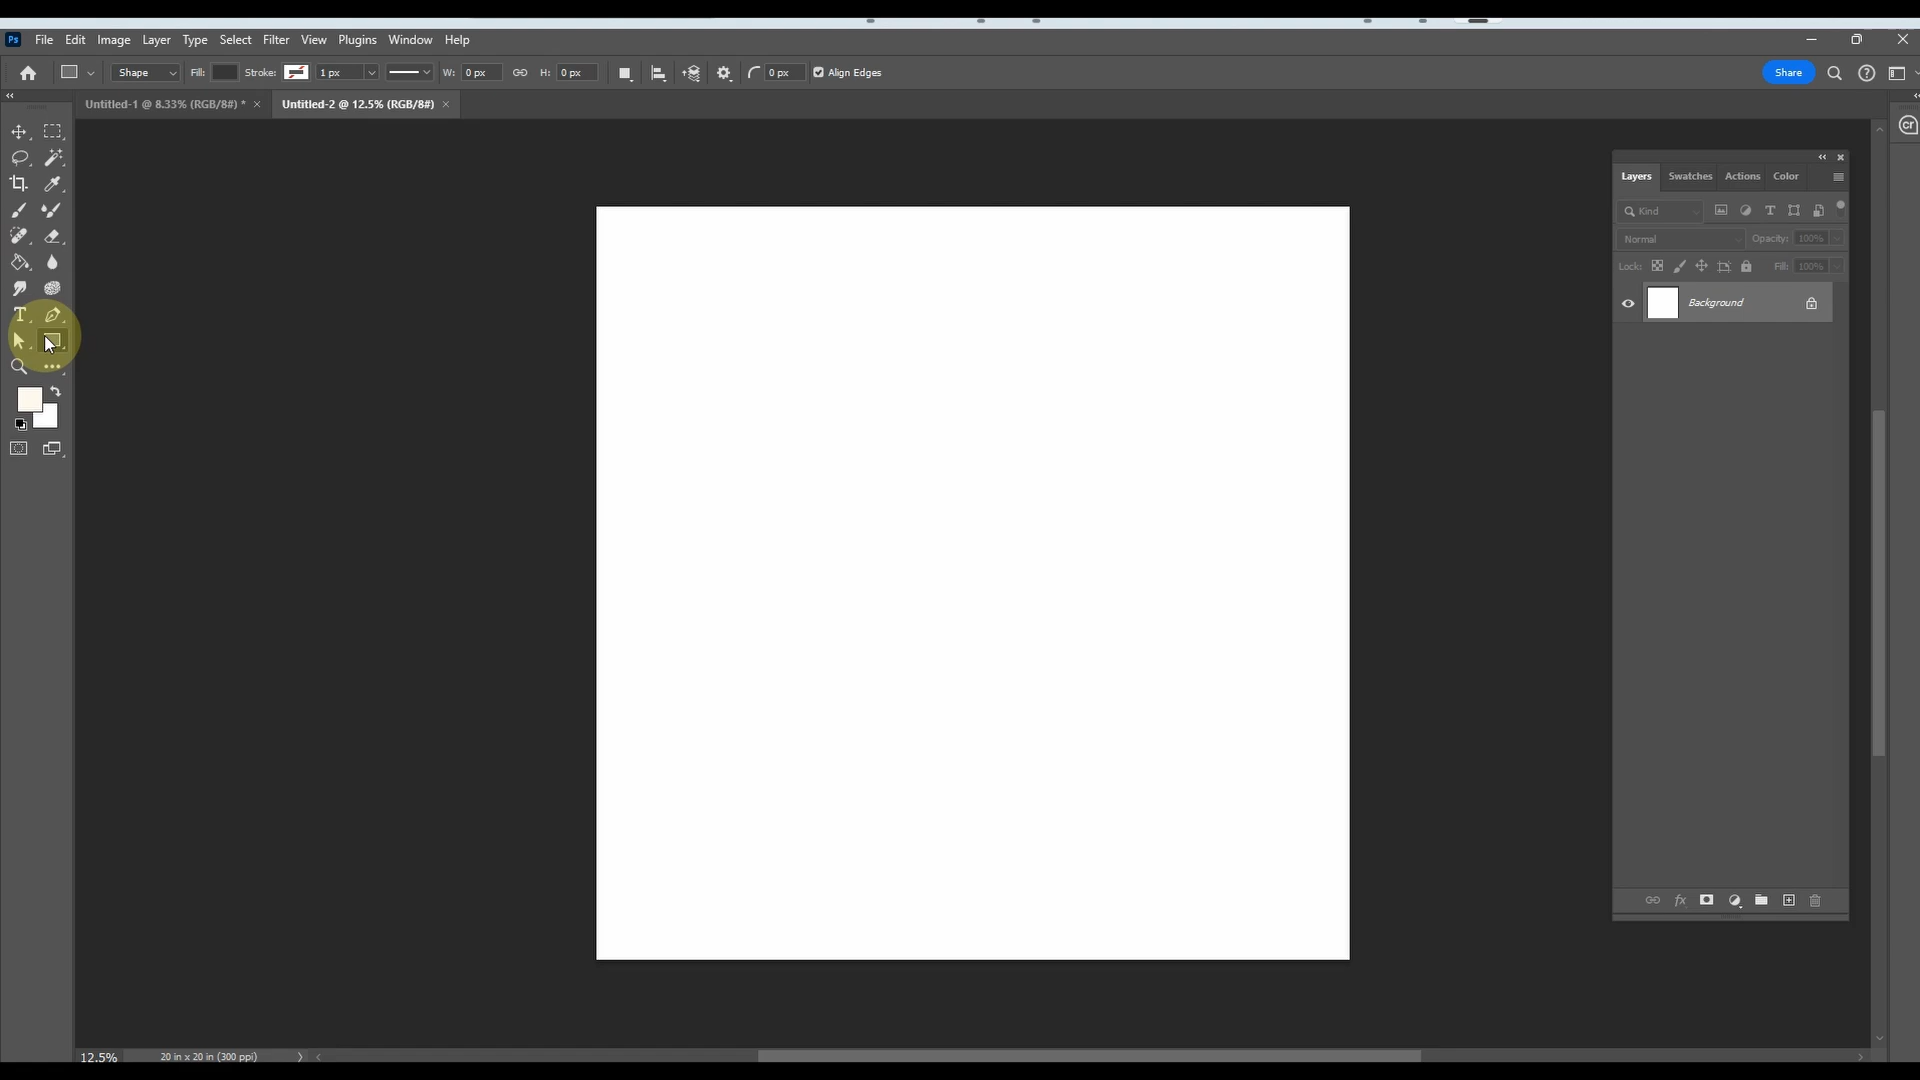 Ps File Edit Image Layer Type Select Filter View Plugins Window Help
Shape Fill: Stroke: 1 px W: 0 px H: 0 px 0 px Align Edges Share
Untitled-1 @ 8.33% (RGB/8#) * × Untitled-2 @ 12.5% (RGB/8#) ×
Layers Swatches Actions Color
Kind
Normal Opacity: 100%
Lock: Fill: 100%
Background
fx
12.5% 20 in x 20 in (300 ppi)